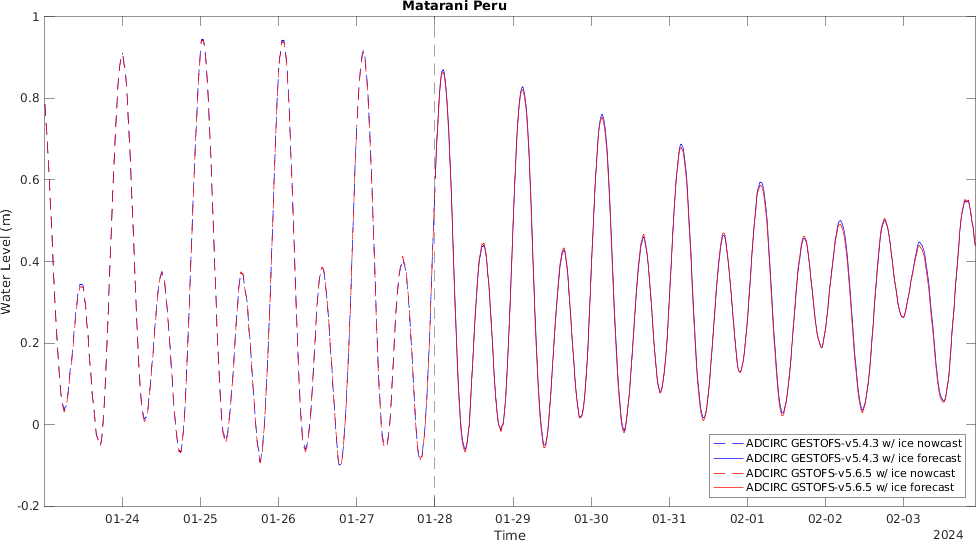 Matarani Peru
1
0.8
0.6
0.4
0.2
0
-0.2
Water Level (m)
ADCIRC GESTOFS-v5.4.3 w/ ice nowcast
ADCIRC GESTOFS-v5.4.3 w/ ice forecast
ADCIRC GSTOFS-v5.6.5 w/ ice nowcast
ADCIRC GSTOFS-v5.6.5 w/ ice forecast
01-24 01-25 01-26 01-27 01-28 01-29 01-30 01-31 02-01 02-02 02-03
Time
2024